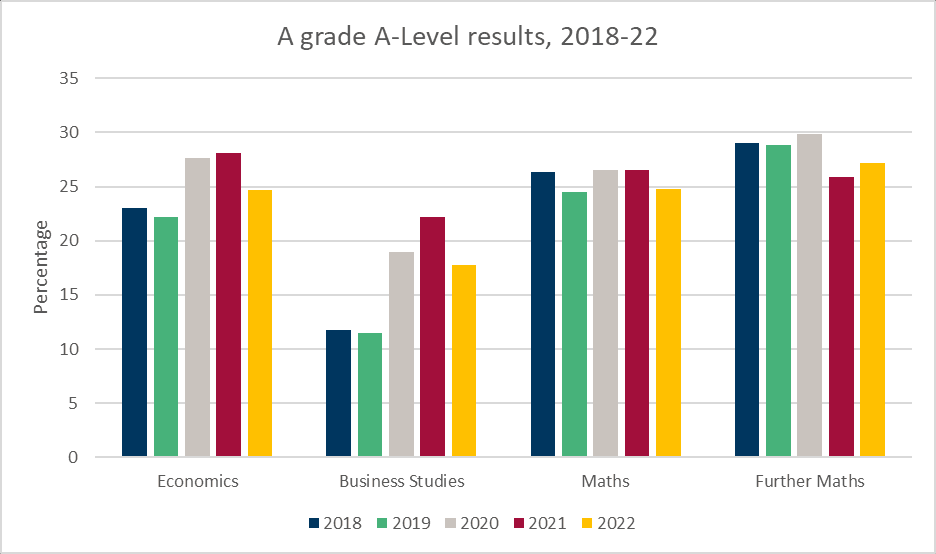 A grade A-Level results, 2018-22
Percentage
35
30
25
20
15
10
5
0
Economics Business Studies Maths Further Maths
2018 2019 2020 2021 2022